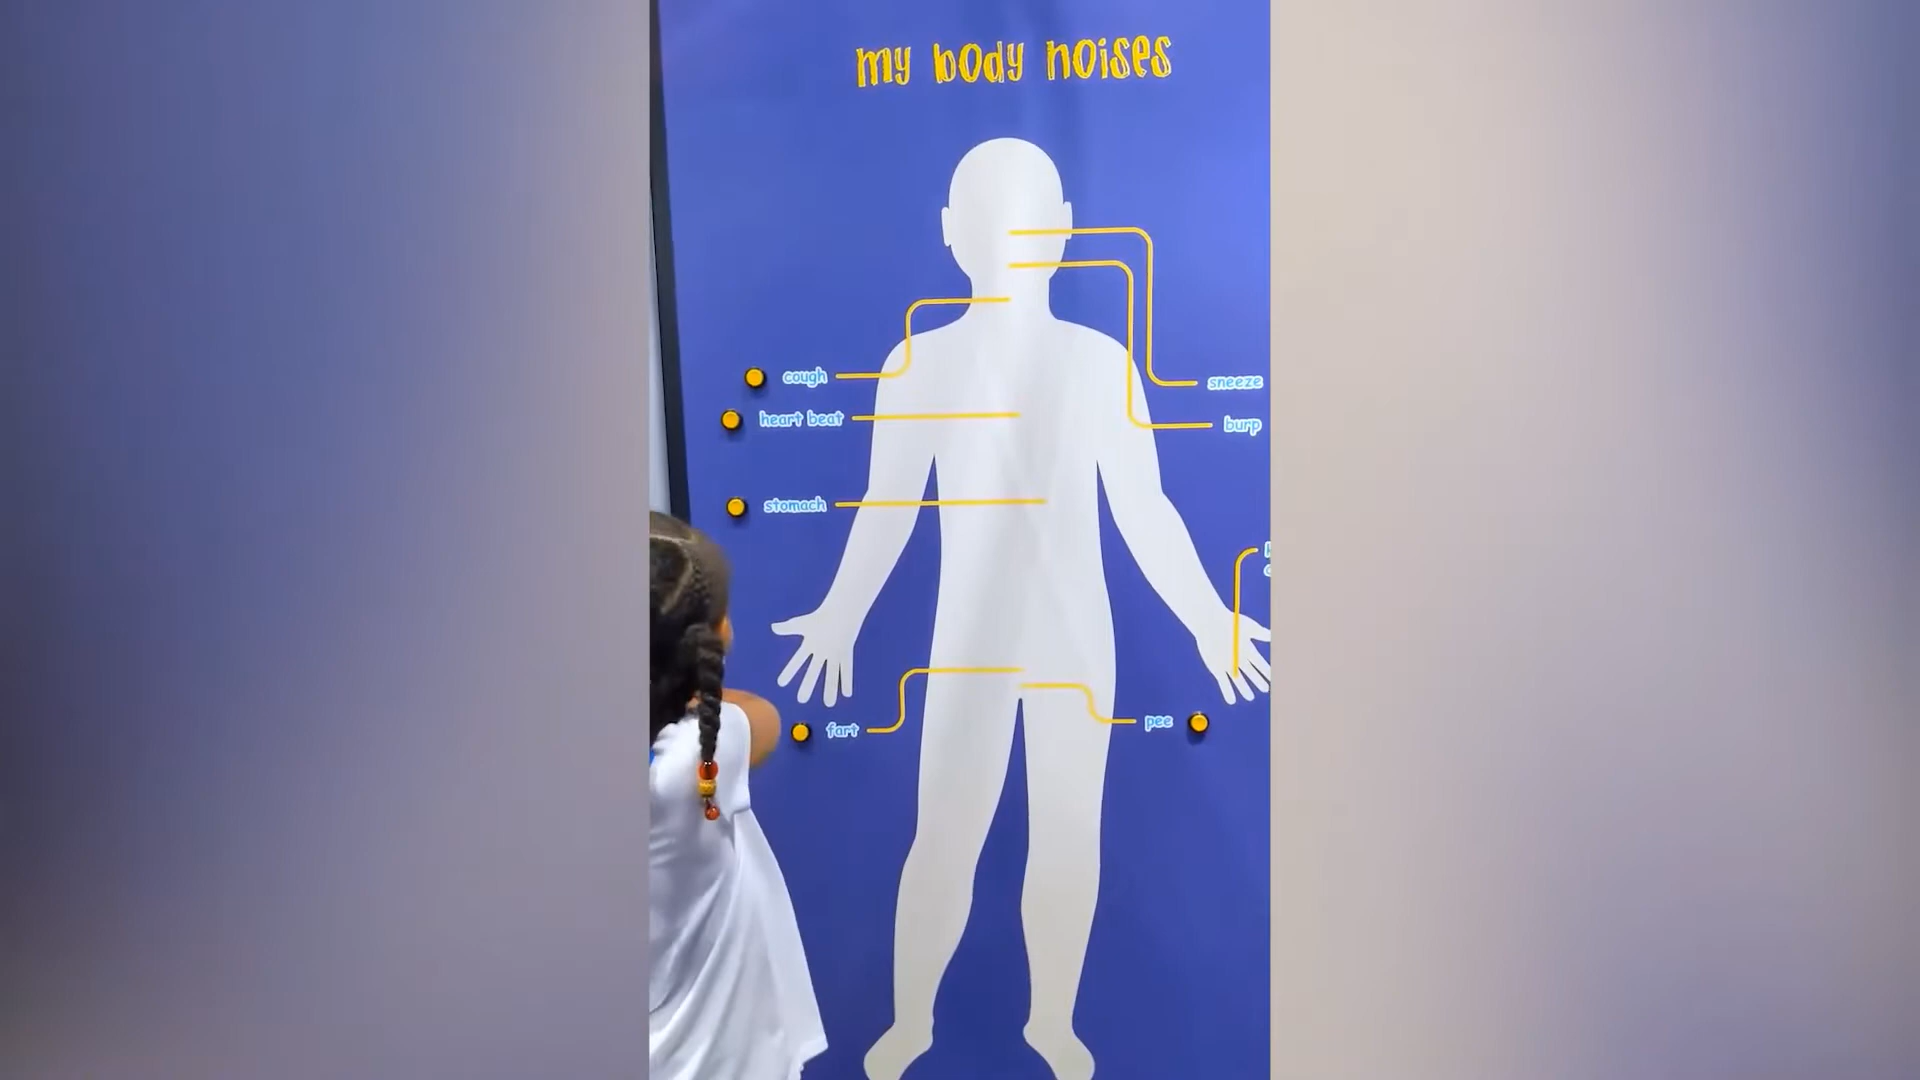 my body noises
cough
sneeze
heart beat
burp
stomach
fart
pee